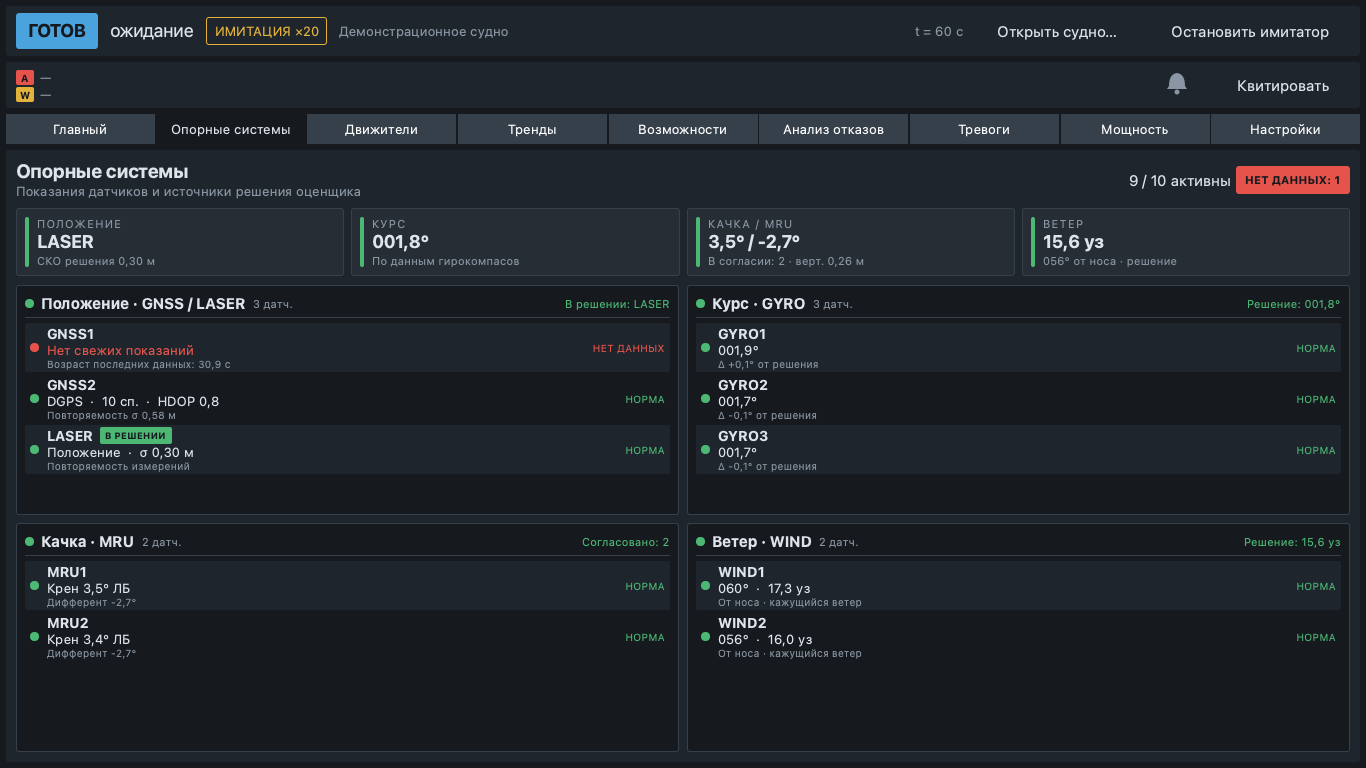 ГОТОВ ожидание ИМИТАЦИЯ ×20 Демонстрационное судно t = 60 с Открыть судно... Остановить имитатор
A —
W —
Квитировать
Главный Опорные системы Движители Тренды Возможности Анализ отказов Тревоги Мощность Настройки
Опорные системы
Показания датчиков и источники решения оценщика
9 / 10 активны НЕТ ДАННЫХ: 1
ПОЛОЖЕНИЕ
LASER
СКО решения 0,30 м
КУРС
001,8°
По данным гирокомпасов
КАЧКА / MRU
3,5° / -2,7°
В согласии: 2 · верт. 0,26 м
ВЕТЕР
15,6 уз
056° от носа · решение
Положение · GNSS / LASER 3 датч. В решении: LASER
GNSS1
Нет свежих показаний НЕТ ДАННЫХ
Возраст последних данных: 30,9 с
GNSS2
DGPS · 10 сп. · HDOP 0,8 НОРМА
Повторяемость σ 0,58 м
LASER В РЕШЕНИИ
Положение · σ 0,30 м НОРМА
Повторяемость измерений
Курс · GYRO 3 датч. Решение: 001,8°
GYRO1
001,9° НОРМА
Δ +0,1° от решения
GYRO2
001,7° НОРМА
Δ -0,1° от решения
GYRO3
001,7° НОРМА
Δ -0,1° от решения
Качка · MRU 2 датч. Согласовано: 2
MRU1
Крен 3,5° ЛБ НОРМА
Дифферент -2,7°
MRU2
Крен 3,4° ЛБ НОРМА
Дифферент -2,7°
Ветер · WIND 2 датч. Решение: 15,6 уз
WIND1
060° · 17,3 уз НОРМА
От носа · кажущийся ветер
WIND2
056° · 16,0 уз НОРМА
От носа · кажущийся ветер